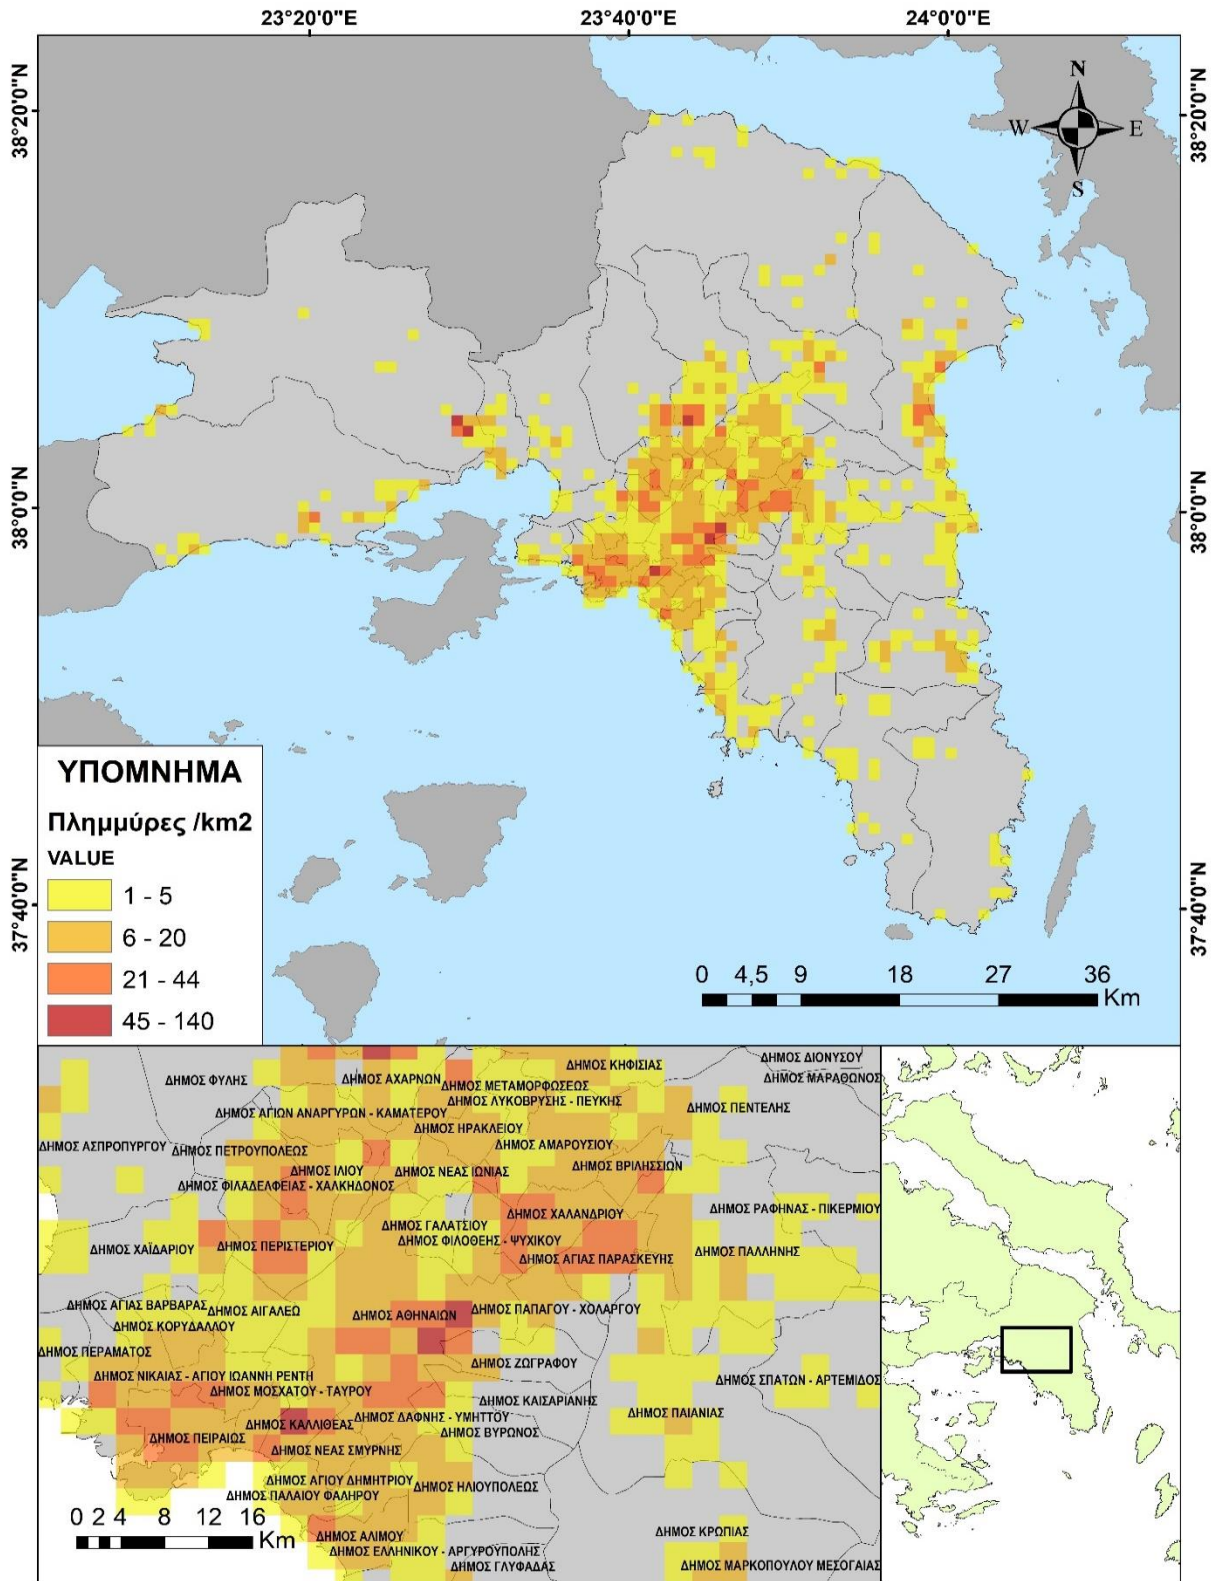 23°20'0"E 23°40'0"E 24°0'0"E
38°20'0"N
38°20'0"N
N
W E
S
38°0'0"N
38°0'0"N
37°40'0"N
37°40'0"N
ΥΠΟΜΝΗΜΑ
Πλημμύρες /km2
VALUE
1 - 5
6 - 20
21 - 44
45 - 140
0 4,5 9 18 27 36
Km
ΔΗΜΟΣ ΔΙΟΝΥΣΟΥ
ΔΗΜΟΣ ΚΗΦΙΣΙΑΣ
ΔΗΜΟΣ ΦΥΛΗΣ ΔΗΜΟΣ ΑΧΑΡΝΩΝ ΔΗΜΟΣ ΜΑΡΑΘΩΝΟΣ
ΔΗΜΟΣ ΜΕΤΑΜΟΡΦΩΣΕΩΣ
ΔΗΜΟΣ ΛΥΚΟΒΡΥΣΗΣ - ΠΕΥΚΗΣ
ΔΗΜΟΣ ΠΕΝΤΕΛΗΣ
ΔΗΜΟΣ ΑΓΙΩΝ ΑΝΑΡΓΥΡΩΝ - ΚΑΜΑΤΕΡΟΥ
ΔΗΜΟΣ ΗΡΑΚΛΕΙΟΥ
ΔΗΜΟΣ ΑΣΠΡΟΠΥΡΓΟΥ ΔΗΜΟΣ ΠΕΤΡΟΥΠΟΛΕΩΣ ΔΗΜΟΣ ΑΜΑΡΟΥΣΙΟΥ
ΔΗΜΟΣ ΙΛΙΟΥ ΔΗΜΟΣ ΝΕΑΣ ΙΩΝΙΑΣ ΔΗΜΟΣ ΒΡΙΛΗΣΣΙΩΝ
ΔΗΜΟΣ ΦΙΛΑΔΕΛΦΕΙΑΣ - ΧΑΛΚΗΔΟΝΟΣ
ΔΗΜΟΣ ΧΑΛΑΝΔΡΙΟΥ ΔΗΜΟΣ ΡΑΦΗΝΑΣ - ΠΙΚΕΡΜΙΟΥ
ΔΗΜΟΣ ΓΑΛΑΤΣΙΟΥ
ΔΗΜΟΣ ΦΙΛΟΘΕΗΣ - ΨΥΧΙΚΟΥ
ΔΗΜΟΣ ΧΑΪΔΑΡΙΟΥ ΔΗΜΟΣ ΠΕΡΙΣΤΕΡΙΟΥ ΔΗΜΟΣ ΠΑΛΛΗΝΗΣ
ΔΗΜΟΣ ΑΓΙΑΣ ΠΑΡΑΣΚΕΥΗΣ
ΔΗΜΟΣ ΑΓΙΑΣ ΒΑΡΒΑΡΑΣ ΔΗΜΟΣ ΑΙΓΑΛΕΩ ΔΗΜΟΣ ΑΘΗΝΑΙΩΝ ΔΗΜΟΣ ΠΑΠΑΓΟΥ - ΧΟΛΑΡΓΟΥ
ΔΗΜΟΣ ΚΟΡΥΔΑΛΛΟΥ
ΔΗΜΟΣ ΠΕΡΑΜΑΤΟΣ
ΔΗΜΟΣ ΖΩΓΡΑΦΟΥ
ΔΗΜΟΣ ΝΙΚΑΙΑΣ - ΑΓΙΟΥ ΙΩΑΝΝΗ ΡΕΝΤΗ ΔΗΜΟΣ ΣΠΑΤΩΝ - ΑΡΤΕΜΙΔΟΣ
ΔΗΜΟΣ ΜΟΣΧΑΤΟΥ - ΤΑΥΡΟΥ
ΔΗΜΟΣ ΚΑΙΣΑΡΙΑΝΗΣ
ΔΗΜΟΣ ΚΑΛΛΙΘΕΑΣ ΔΗΜΟΣ ΔΑΦΝΗΣ - ΥΜΗΤΤΟΥ ΔΗΜΟΣ ΠΑΙΑΝΙΑΣ
ΔΗΜΟΣ ΠΕΙΡΑΙΩΣ ΔΗΜΟΣ ΒΥΡΩΝΟΣ
ΔΗΜΟΣ ΝΕΑΣ ΣΜΥΡΝΗΣ
ΔΗΜΟΣ ΑΓΙΟΥ ΔΗΜΗΤΡΙΟΥ
ΔΗΜΟΣ ΗΛΙΟΥΠΟΛΕΩΣ
ΔΗΜΟΣ ΠΑΛΑΙΟΥ ΦΑΛΗΡΟΥ
0 2 4 8 12 16
Km
ΔΗΜΟΣ ΑΛΙΜΟΥ ΔΗΜΟΣ ΚΡΩΠΙΑΣ
ΔΗΜΟΣ ΕΛΛΗΝΙΚΟΥ - ΑΡΓΥΡΟΥΠΟΛΗΣ
ΔΗΜΟΣ ΓΛΥΦΑΔΑΣ ΔΗΜΟΣ ΜΑΡΚΟΠΟΥΛΟΥ ΜΕΣΟΓΑΙΑΣ